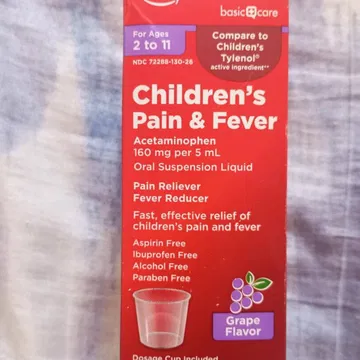 basic care
For Ages
2 to 11
Compare to
Children's
Tylenol®
active ingredient**
NDC 72288-130-26
Children's
Pain & Fever
Acetaminophen
160 mg per 5 mL
Oral Suspension Liquid
Pain Reliever
Fever Reducer
Fast, effective relief of
children's pain and fever
Aspirin Free
Ibuprofen Free
Alcohol Free
Paraben Free
Grape
Flavor
Dosage Cup Included